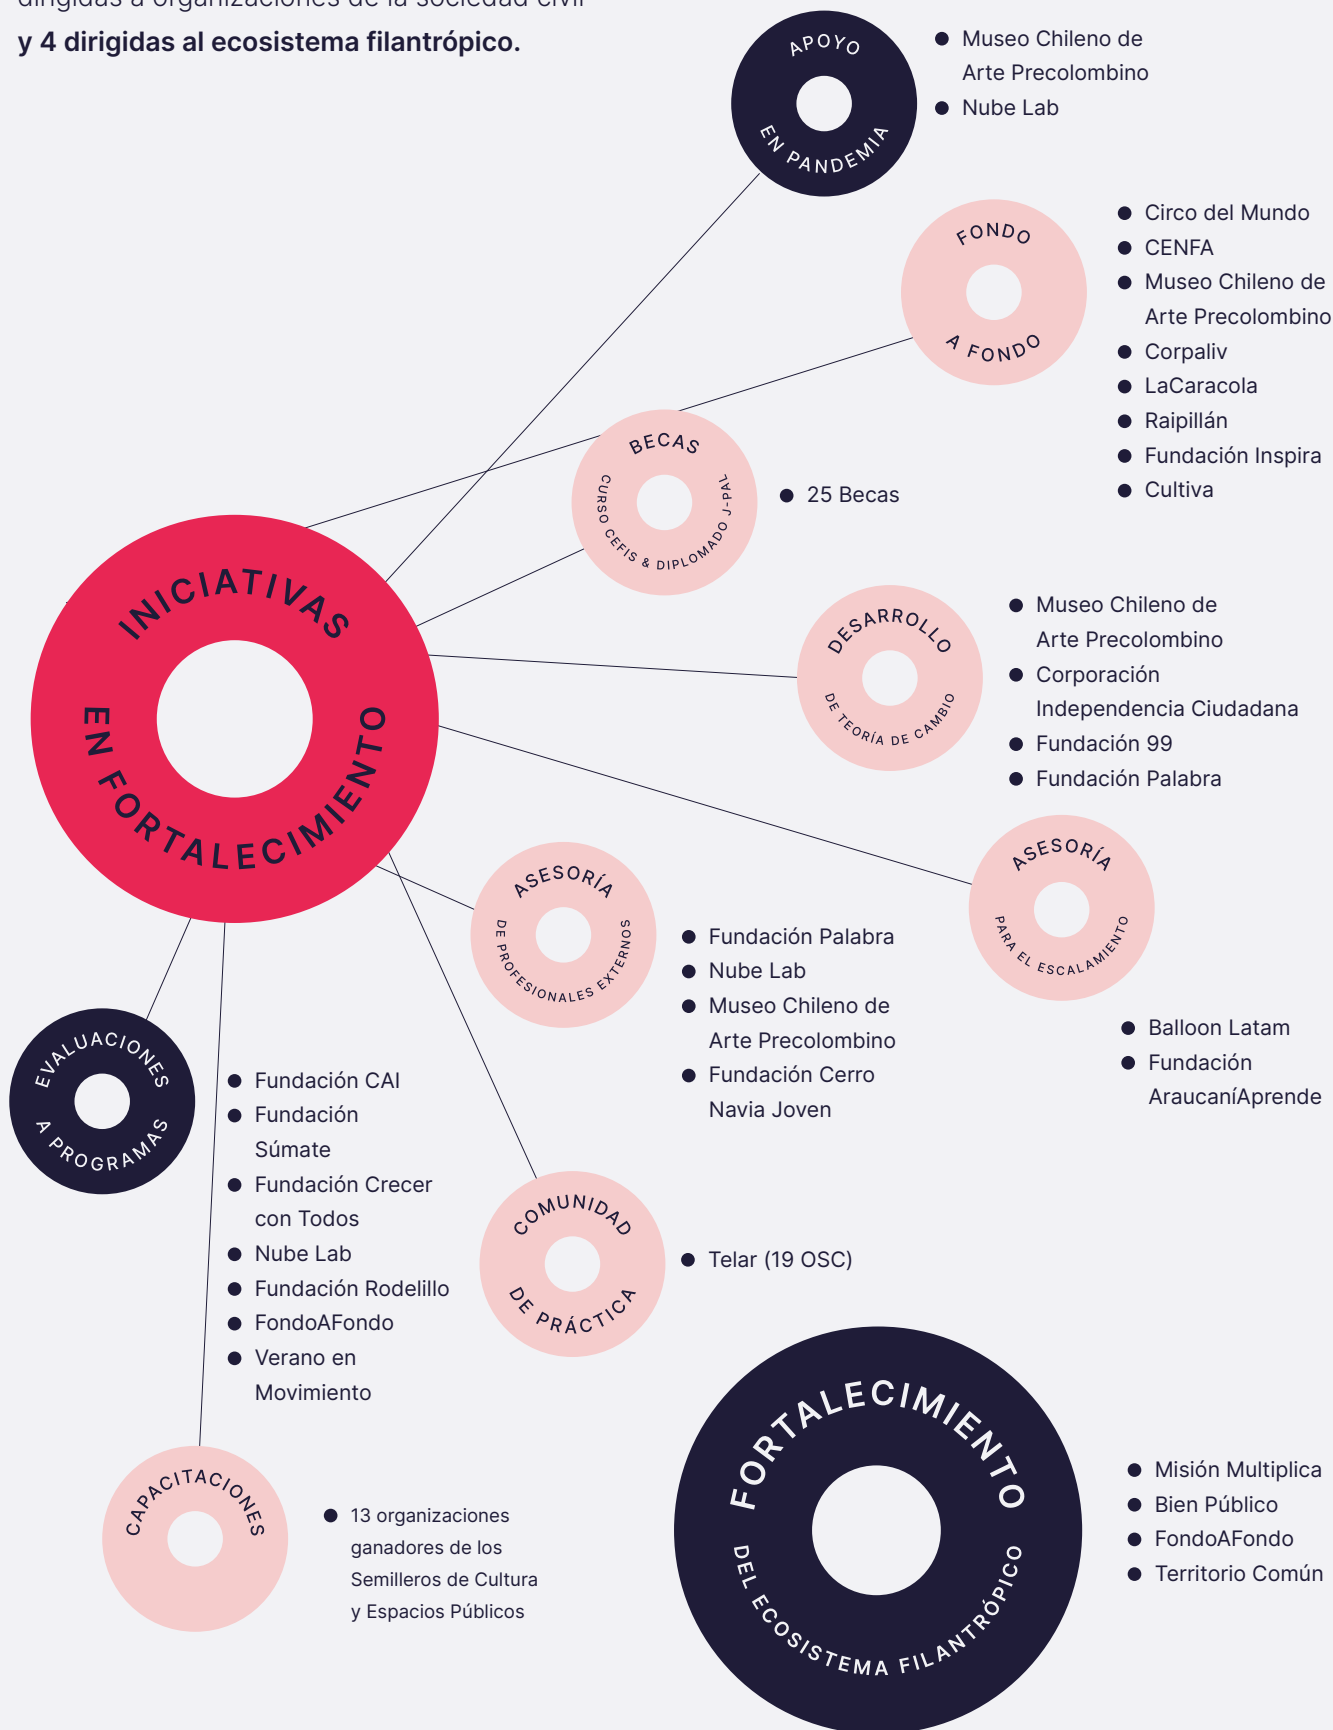 dirigidas a organizaciones de la sociedad civil
y 4 dirigidas al ecosistema filantrópico.
APOYO
EN PANDEMIA
Museo Chileno de
Arte Precolombino
Nube Lab
FONDO
A FONDO
Circo del Mundo
CENFA
Museo Chileno de
Arte Precolombino
Corpaliv
LaCaracola
Raipillán
Fundación Inspira
Cultiva
BECAS
CURSO CEFIS & DIPLOMADO J-PAL
25 Becas
INICIATIVAS
EN FORTALECIMIENTO
DESARROLLO
DE TEORÍA DE CAMBIO
Museo Chileno de
Arte Precolombino
Corporación
Independencia Ciudadana
Fundación 99
Fundación Palabra
ASESORÍA
PARA EL ESCALAMIENTO
Balloon Latam
Fundación
AraucaníAprende
ASESORÍA
DE PROFESIONALES EXTERNOS
Fundación Palabra
Nube Lab
Museo Chileno de
Arte Precolombino
Fundación Cerro
Navia Joven
EVALUACIONES
A PROGRAMAS
Fundación CAI
Fundación
Súmate
Fundación Crecer
con Todos
Nube Lab
Fundación Rodelillo
FondoAFondo
Verano en
Movimiento
COMUNIDAD
DE PRÁCTICA
Telar (19 OSC)
CAPACITACIONES
13 organizaciones
ganadores de los
Semilleros de Cultura
y Espacios Públicos
FORTALECIMIENTO
DEL ECOSISTEMA FILANTRÓPICO
Misión Multiplica
Bien Público
FondoAFondo
Territorio Común